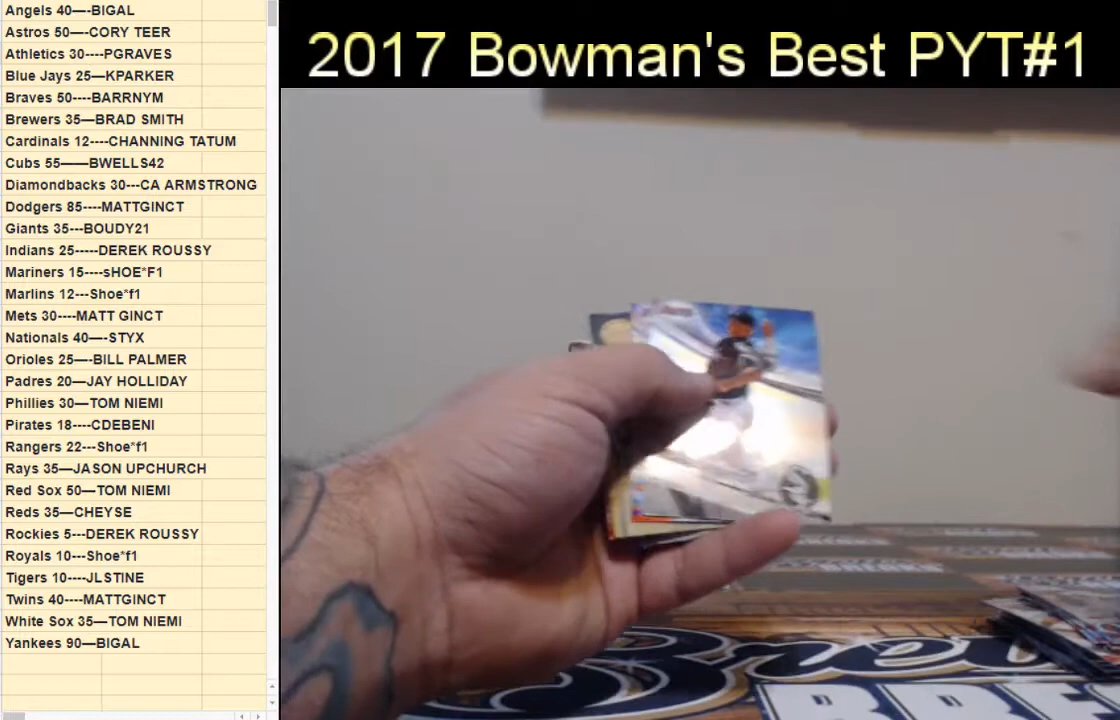 Angels 40—-BIGAL
Astros 50—-CORY TEER
Athletics 30----PGRAVES
Blue Jays 25—KPARKER
Braves 50----BARRNYM
Brewers 35—BRAD SMITH
Cardinals 12----CHANNING TATUM
Cubs 55——BWELLS42
Diamondbacks 30---CA ARMSTRONG
Dodgers 85----MATTGINCT
Giants 35---BOUDY21
Indians 25-----DEREK ROUSSY
Mariners 15----sHOE*F1
Marlins 12---Shoe*f1
Mets 30----MATT GINCT
Nationals 40—-STYX
Orioles 25—-BILL PALMER
Padres 20—JAY HOLLIDAY
Phillies 30—TOM NIEMI
Pirates 18----CDEBENI
Rangers 22---Shoe*f1
Rays 35—JASON UPCHURCH
Red Sox 50—TOM NIEMI
Reds 35—CHEYSE
Rockies 5---DEREK ROUSSY
Royals 10---Shoe*f1
Tigers 10----JLSTINE
Twins 40----MATTGINCT
White Sox 35—TOM NIEMI
Yankees 90—BIGAL
2017 Bowman's Best PYT#1